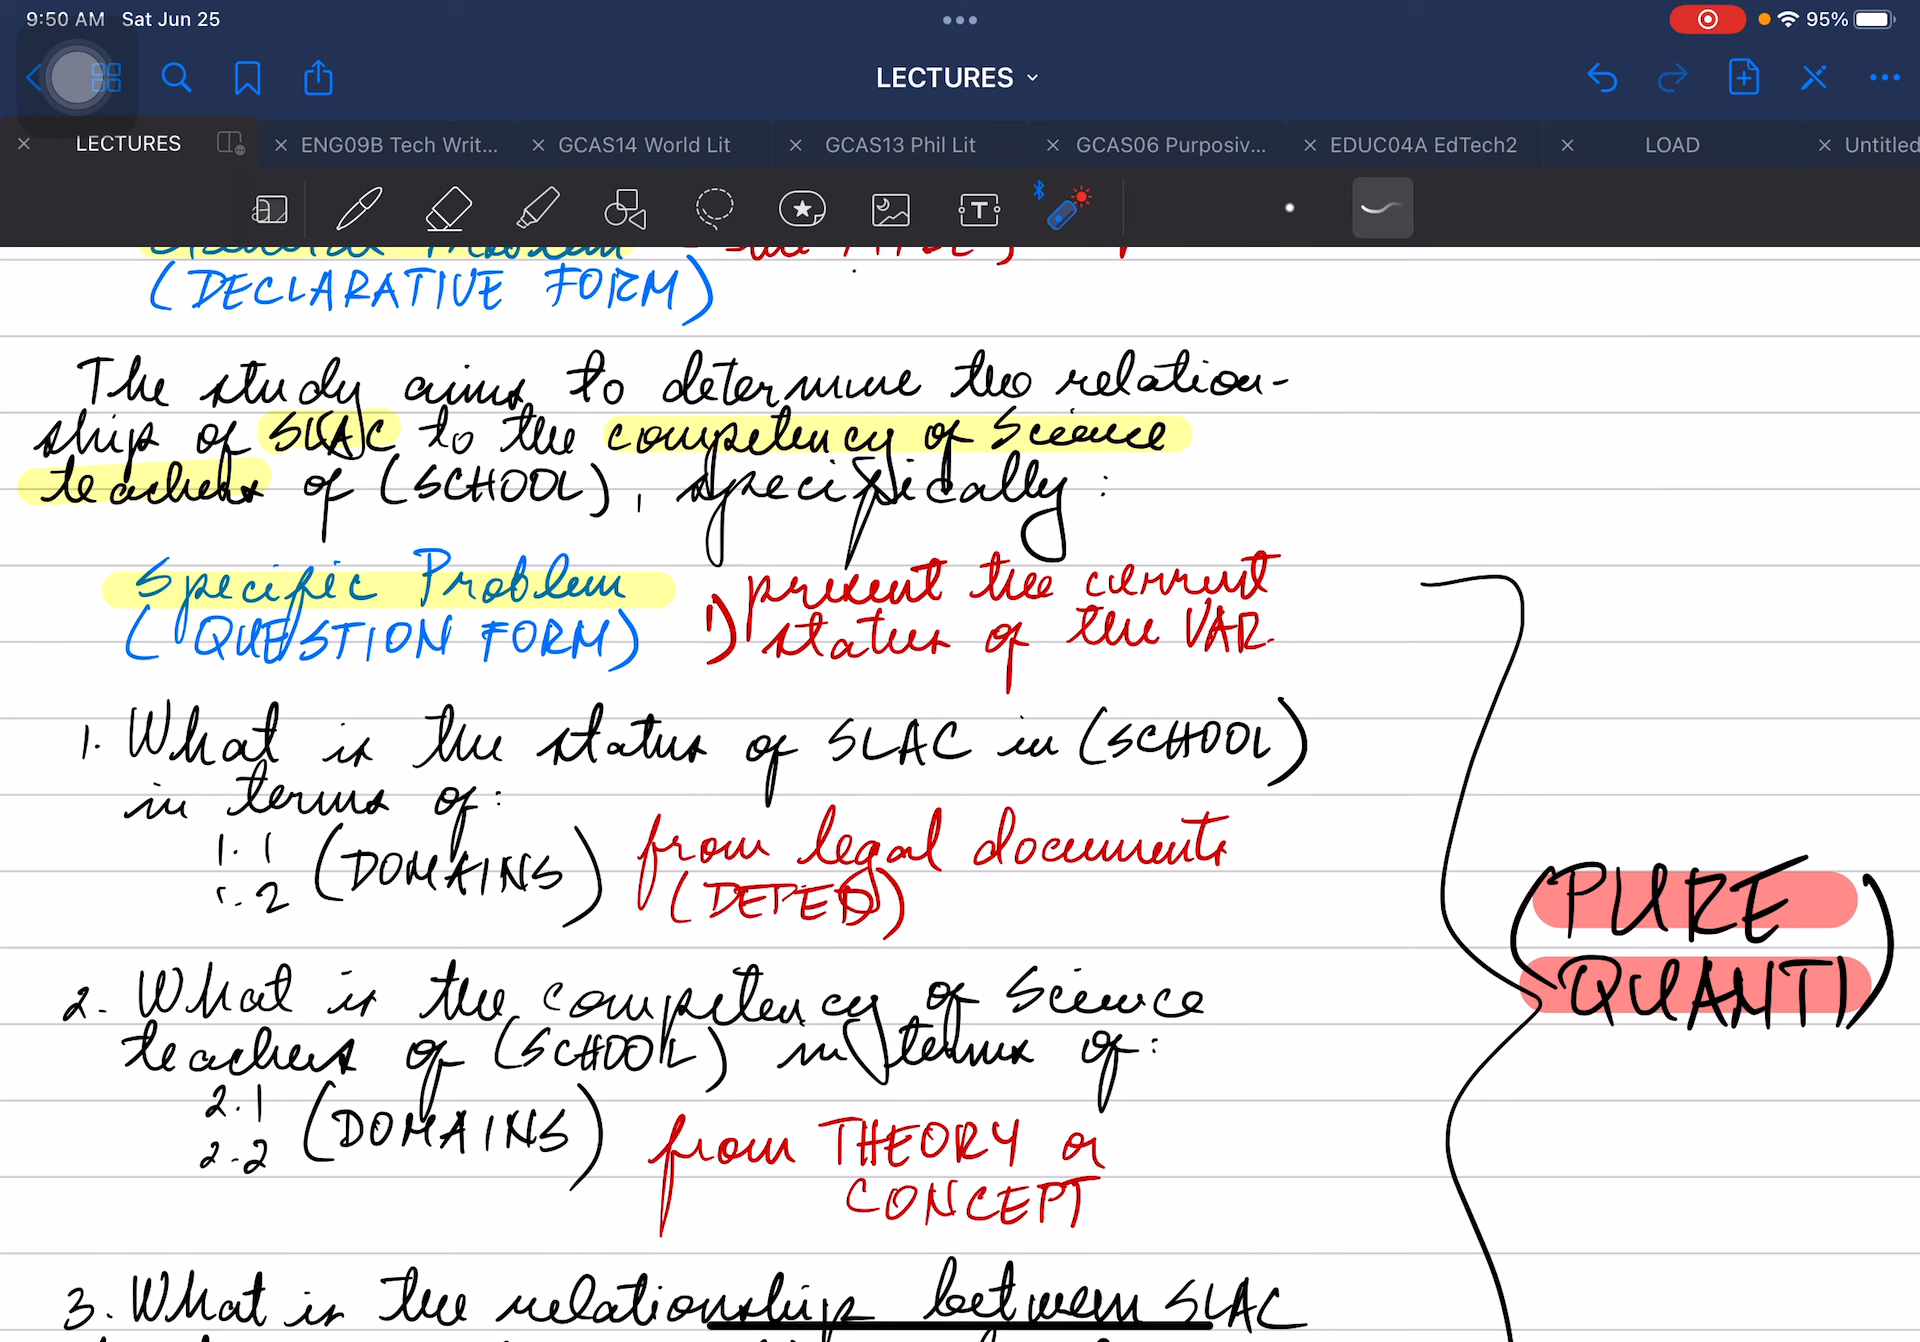 9:50 AM Sat Jun 25
95%
LECTURES
LECTURES
ENG09B Tech Writ...
GCAS14 World Lit
GCAS13 Phil Lit
GCAS06 Purposiv...
EDUC04A EdTech2
LOAD
Untitled
Problem
(DECLARATIVE FORM)
The study aims to determine the relation-
ship of SLAC to the competency of Science
teachers of (SCHOOL), specifically:
Specific Problem
(QUESTION FORM)
1) present the current
status of the VAR.
1. What is the status of SLAC in (SCHOOL)
in terms of:
1.1
1.2
(DOMAINS)
from legal documents
(DEPED)
(PURE
QUANTI)
2. What is the competency of Science
teachers of (SCHOOL) in terms of:
2.1
2.2
(DOMAINS)
from THEORY or
CONCEPT
3. What is the relationship between SLAC